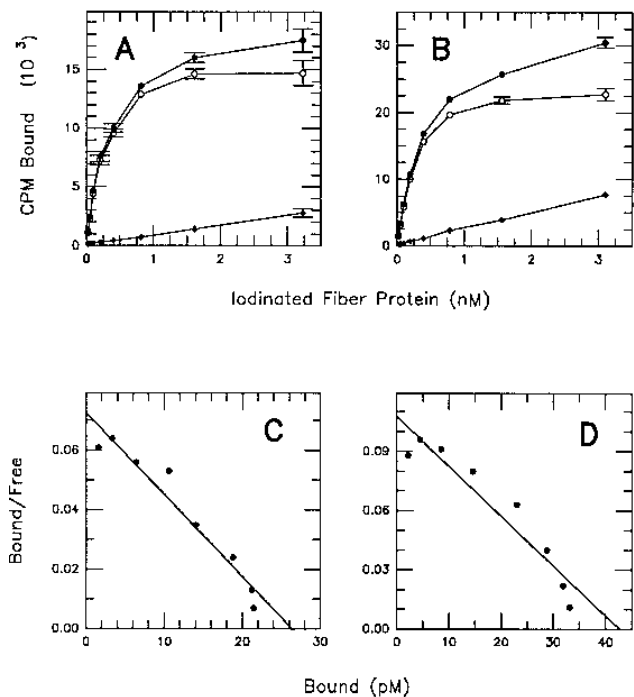 A
B
CPM Bound (10 3)
15
10
5
0
30
20
10
0
0 1 2 3
0 1 2 3
Iodinated Fiber Protein (nM)
C
D
Bound/Free
0.06
0.04
0.02
0.00
0.09
0.06
0.03
0.00
0 10 20 30
0 10 20 30 40
Bound (pM)